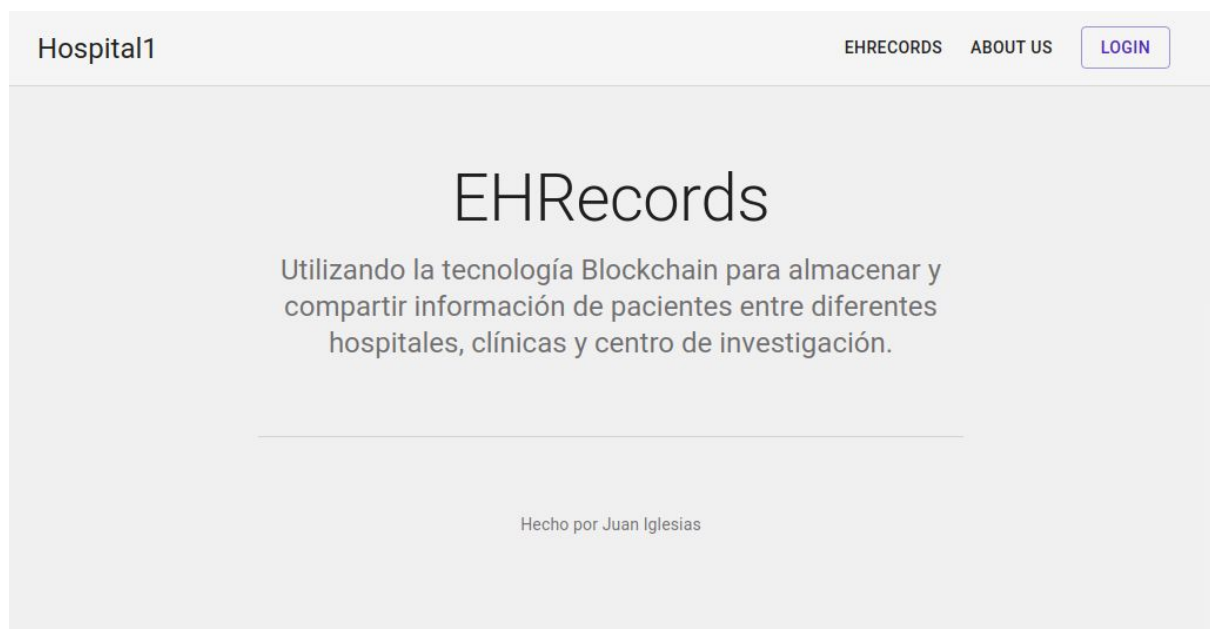 Hospital1
EHRECORDS ABOUT US LOGIN
EHRecords
Utilizando la tecnología Blockchain para almacenar y
compartir información de pacientes entre diferentes
hospitales, clínicas y centro de investigación.
Hecho por Juan Iglesias